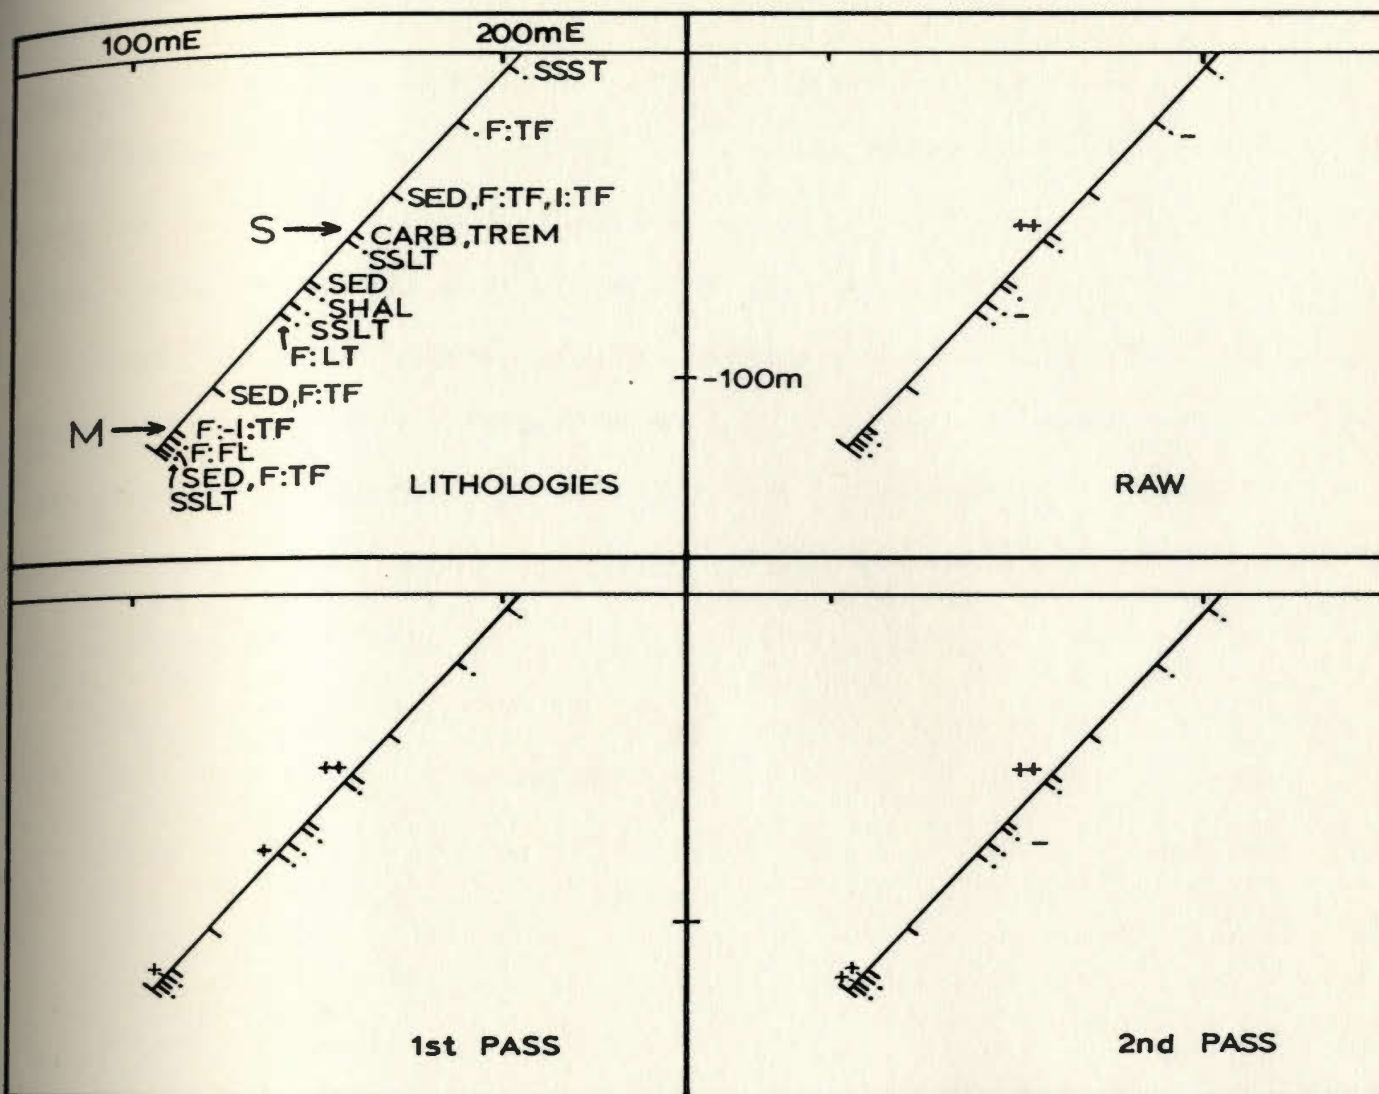 100mE 200mE
SSST
F:TF
SED,F:TF,I:TF
S
CARB,TREM
SSLT
SED
SHAL
SSLT
F:LT
SED,F:TF
M
F:-I:TF
F:FL
SED,F:TF
SSLT
LITHOLOGIES
-
++
-
-100m
RAW
++
+
+
1st PASS
++
-
+
+
2nd PASS